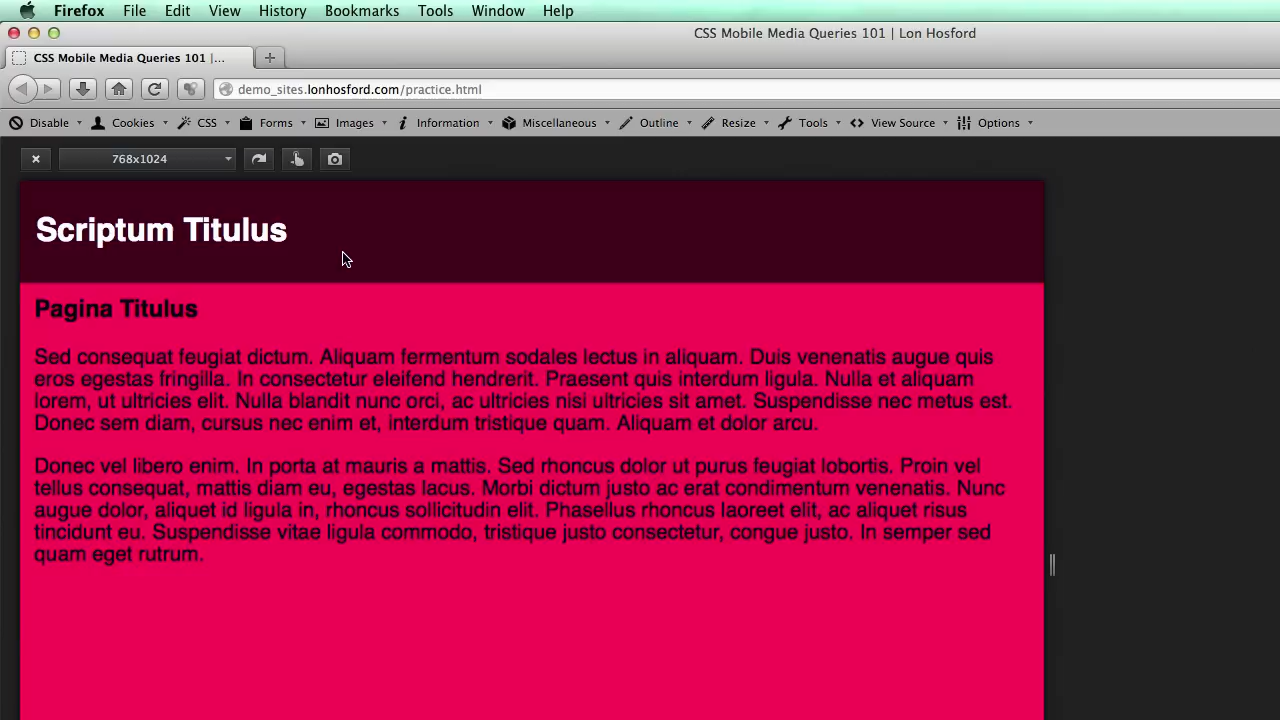 Firefox File Edit View History Bookmarks Tools Window Help
CSS Mobile Media Queries 101 | Lon Hosford
CSS Mobile Media Queries 101 |...
demo_sites.lonhosford.com/practice.html
Disable Cookies CSS Forms Images Information Miscellaneous Outline Resize Tools View Source Options
768x1024
Scriptum Titulus
Pagina Titulus
Sed consequat feugiat dictum. Aliquam fermentum sodales lectus in aliquam. Duis venenatis augue quis
eros egestas fringilla. In consectetur eleifend hendrerit. Praesent quis interdum ligula. Nulla et aliquam
lorem, ut ultricies elit. Nulla blandit nunc orci, ac ultricies nisi ultricies sit amet. Suspendisse nec metus est.
Donec sem diam, cursus nec enim et, interdum tristique quam. Aliquam et dolor arcu.
Donec vel libero enim. In porta at mauris a mattis. Sed rhoncus dolor ut purus feugiat lobortis. Proin vel
tellus consequat, mattis diam eu, egestas lacus. Morbi dictum justo ac erat condimentum venenatis. Nunc
augue dolor, aliquet id ligula in, rhoncus sollicitudin elit. Phasellus rhoncus laoreet elit, ac aliquet risus
tincidunt eu. Suspendisse vitae ligula commodo, tristique justo consectetur, congue justo. In semper sed
quam eget rutrum.